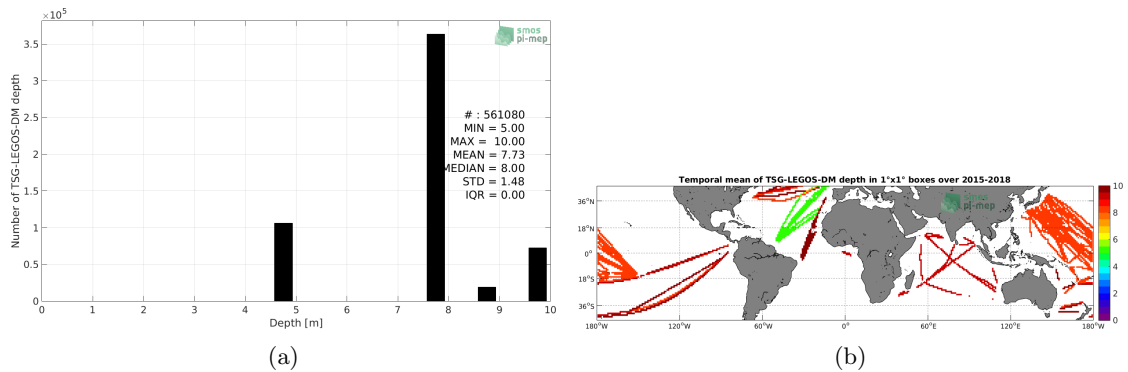 ×10^5
smos
pi-mep
3.5
3
2.5
2
1.5
1
0.5
0
Number of TSG-LEGOS-DM depth
# : 561080
MIN = 5.00
MAX = 10.00
MEAN = 7.73
MEDIAN = 8.00
STD = 1.48
IQR = 0.00
0 1 2 3 4 5 6 7 8 9 10
Depth [m]
(a)
Temporal mean of TSG-LEGOS-DM depth in 1°x1° boxes over 2015-2018
smos
pi-mep
36°N
18°N
0°
18°S
36°S
180°W 120°W 60°W 0° 60°E 120°E 180°W
10
8
6
4
2
0
(b)